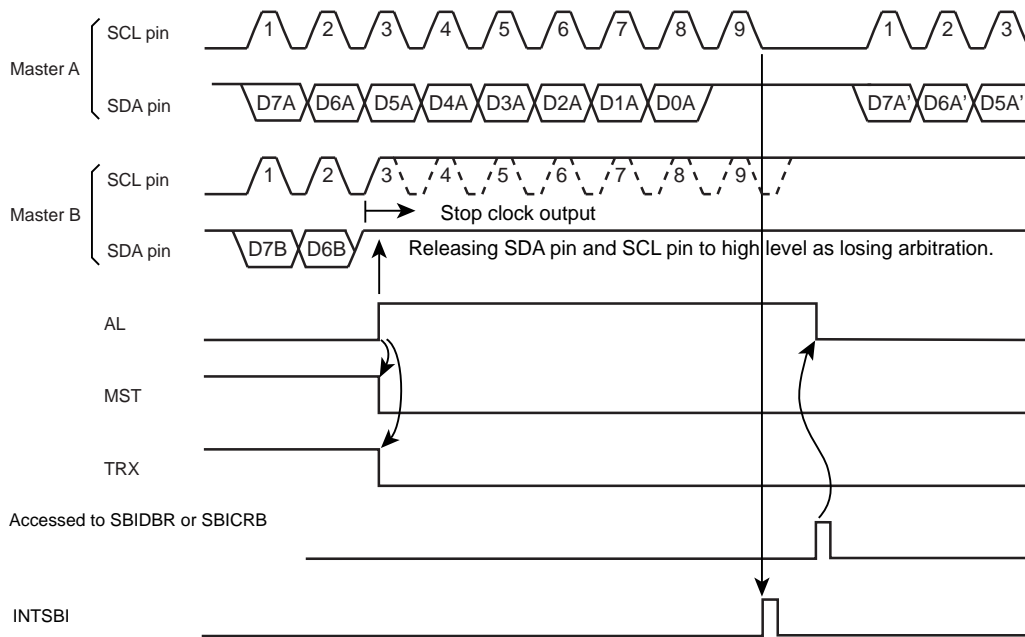 SCL pin 1 2 3 4 5 6 7 8 9 1 2 3
Master A
SDA pin D7A D6A D5A D4A D3A D2A D1A D0A D7A' D6A' D5A'
SCL pin 1 2 3 4 5 6 7 8 9
Master B
Stop clock output
SDA pin D7B D6B Releasing SDA pin and SCL pin to high level as losing arbitration.
AL
MST
TRX
Accessed to SBIDBR or SBICRB
INTSBI